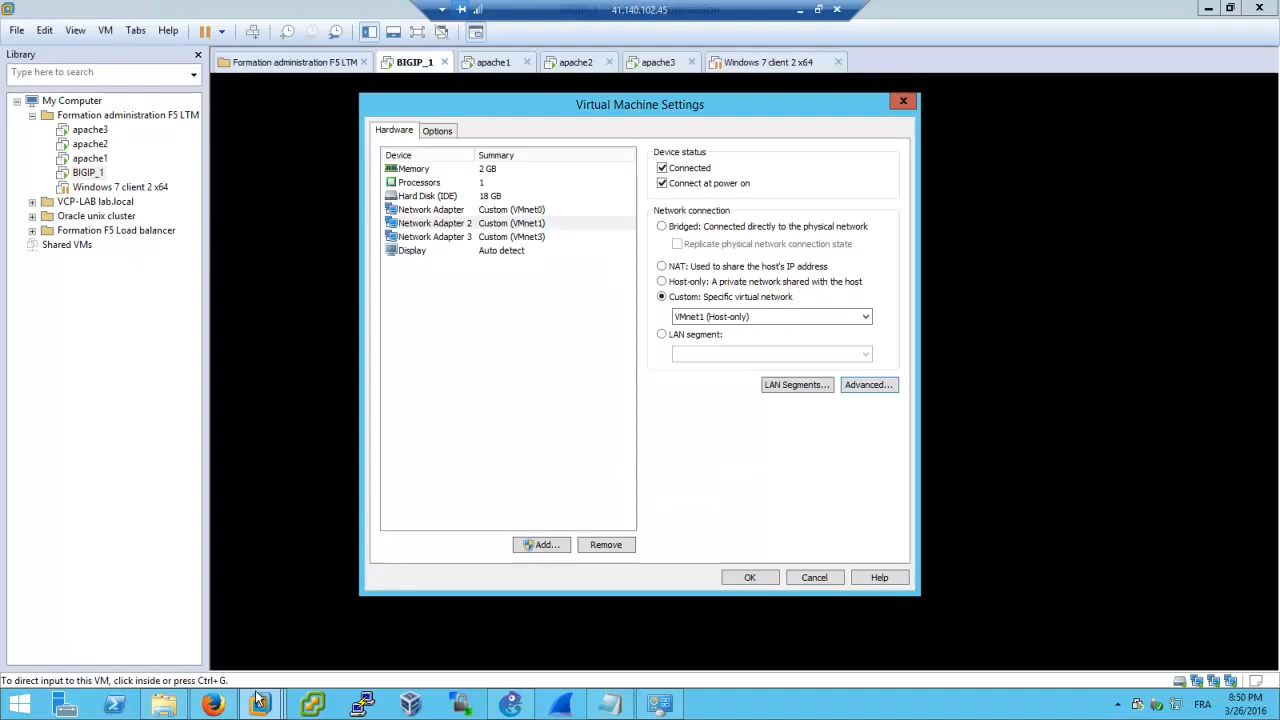 41.140.102.45
File Edit View VM Tabs Help
Library
Type here to search
My Computer
Formation administration F5 LTM
apache3
apache2
apache1
BIGIP_1
Windows 7 client 2 x64
VCP-LAB lab.local
Oracle unix cluster
Formation F5 Load balancer
Shared VMs
Formation administration F5 LTM
BIGIP_1
apache1
apache2
apache3
Windows 7 client 2 x64
Virtual Machine Settings
Hardware Options
Device Summary
Memory 2 GB
Processors 1
Hard Disk (IDE) 18 GB
Network Adapter Custom (VMnet0)
Network Adapter 2 Custom (VMnet1)
Network Adapter 3 Custom (VMnet3)
Display Auto detect
Add... Remove
Device status
Connected
Connect at power on
Network connection
Bridged: Connected directly to the physical network
Replicate physical network connection state
NAT: Used to share the host's IP address
Host-only: A private network shared with the host
Custom: Specific virtual network
VMnet1 (Host-only)
LAN segment:
LAN Segments... Advanced...
OK Cancel Help
To direct input to this VM, click inside or press Ctrl+G.
FRA
8:50 PM
3/26/2016